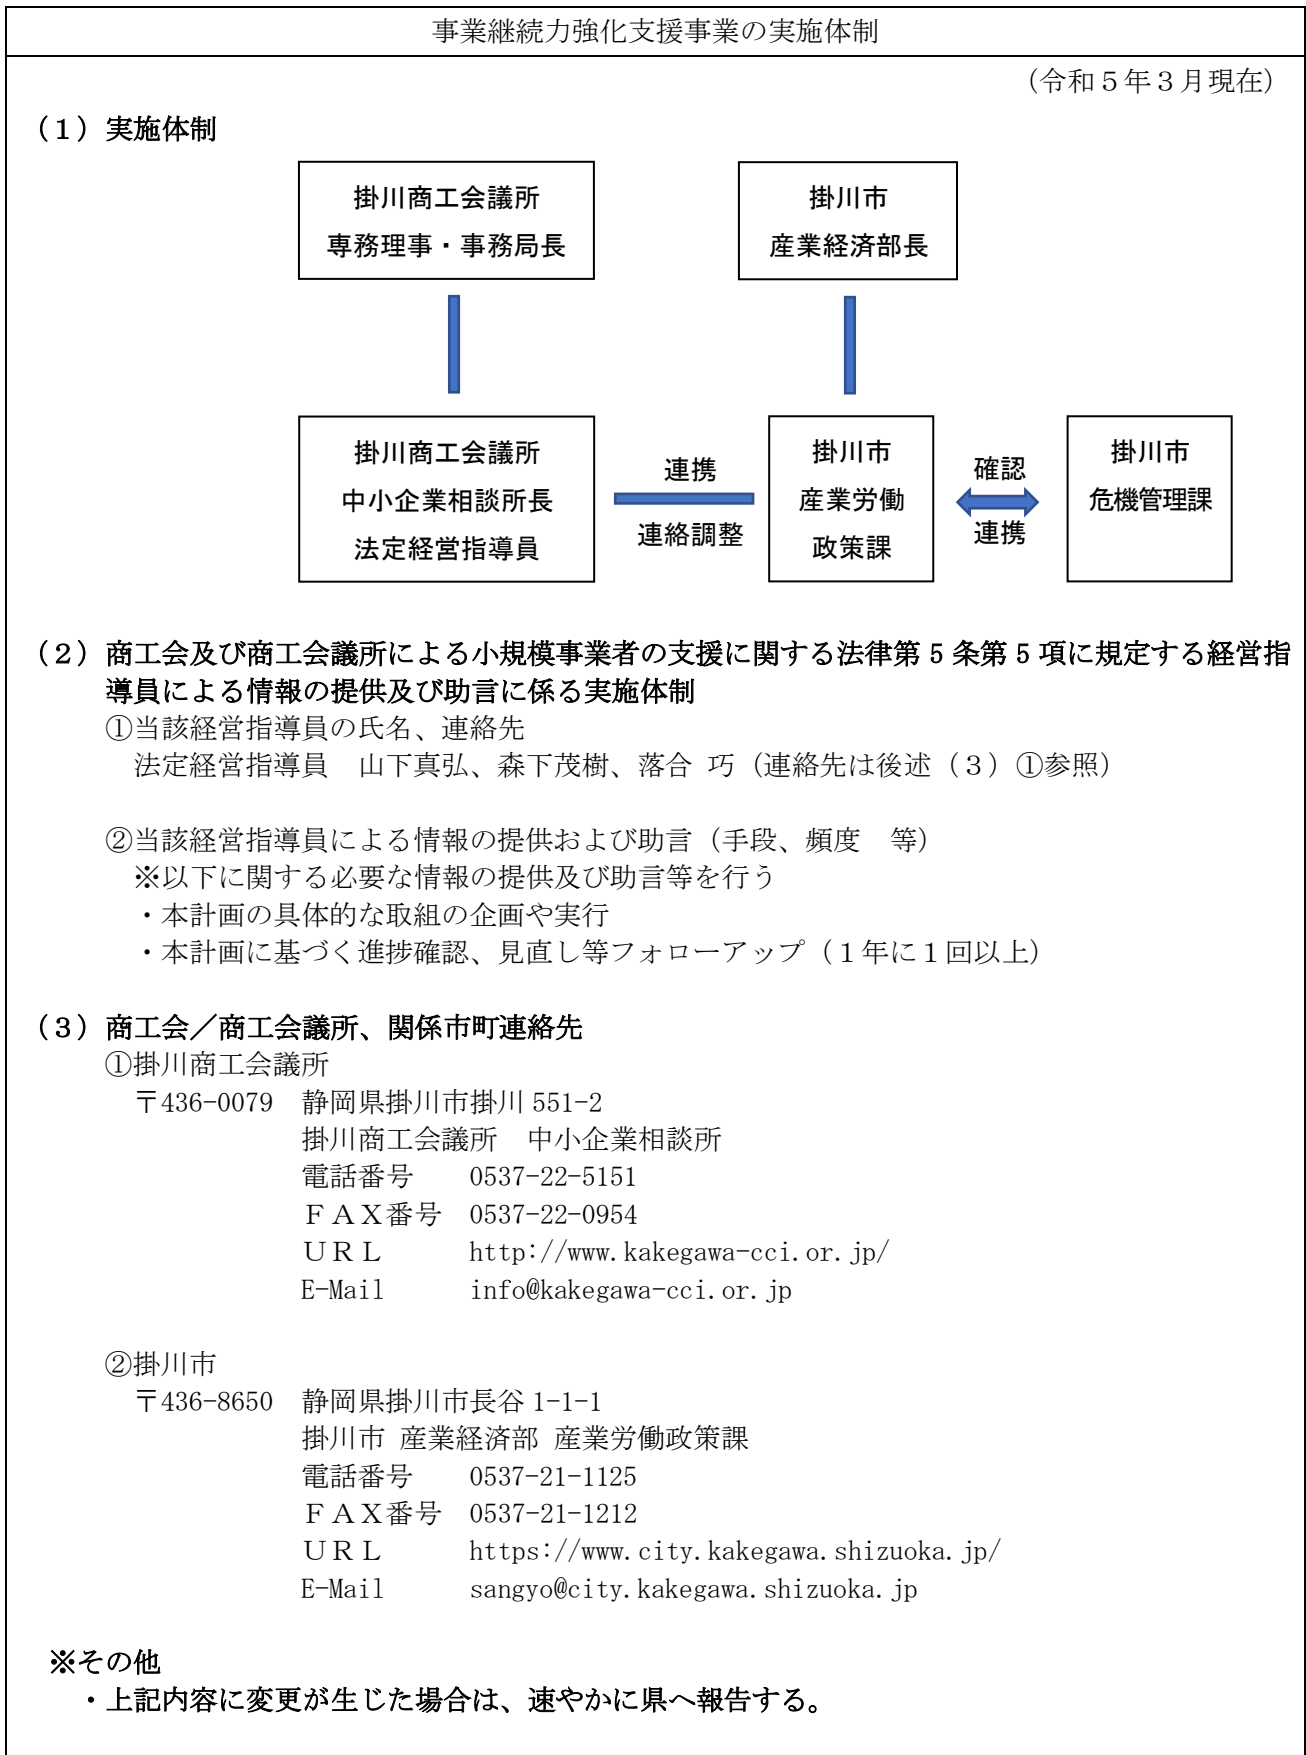 事業継続力強化支援事業の実施体制
（令和５年３月現在）
（１）実施体制
掛川商工会議所
専務理事・事務局長
掛川市
産業経済部長
掛川商工会議所
中小企業相談所長
法定経営指導員
連携
連絡調整
掛川市
産業労働
政策課
確認
連携
掛川市
危機管理課
（２）商工会及び商工会議所による小規模事業者の支援に関する法律第 5 条第 5 項に規定する経営指
導員による情報の提供及び助言に係る実施体制
①当該経営指導員の氏名、連絡先
法定経営指導員　山下真弘、森下茂樹、落合 巧（連絡先は後述（３）①参照）
②当該経営指導員による情報の提供および助言（手段、頻度　等）
※以下に関する必要な情報の提供及び助言等を行う
・本計画の具体的な取組の企画や実行
・本計画に基づく進捗確認、見直し等フォローアップ（１年に１回以上）
（３）商工会／商工会議所、関係市町連絡先
①掛川商工会議所
〒436-0079　静岡県掛川市掛川 551-2
掛川商工会議所　中小企業相談所
電話番号　　0537-22-5151
ＦＡＸ番号　0537-22-0954
ＵＲＬ　　　http://www.kakegawa-cci.or.jp/
E-Mail　　　info@kakegawa-cci.or.jp
②掛川市
〒436-8650　静岡県掛川市長谷 1-1-1
掛川市 産業経済部 産業労働政策課
電話番号　　0537-21-1125
ＦＡＸ番号　0537-21-1212
ＵＲＬ　　　https://www.city.kakegawa.shizuoka.jp/
E-Mail　　　sangyo@city.kakegawa.shizuoka.jp
※その他
・上記内容に変更が生じた場合は、速やかに県へ報告する。